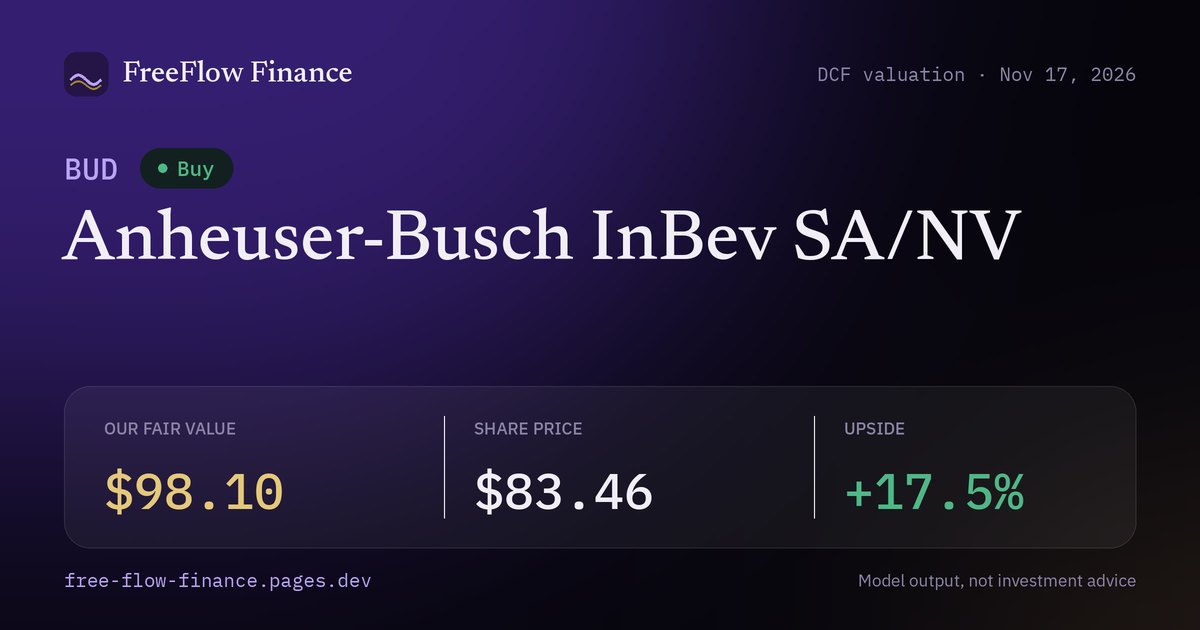 FreeFlow Finance
DCF valuation · Nov 17, 2026
BUD
Buy
Anheuser-Busch InBev SA/NV
OUR FAIR VALUE
$98.10
SHARE PRICE
$83.46
UPSIDE
+17.5%
free-flow-finance.pages.dev
Model output, not investment advice